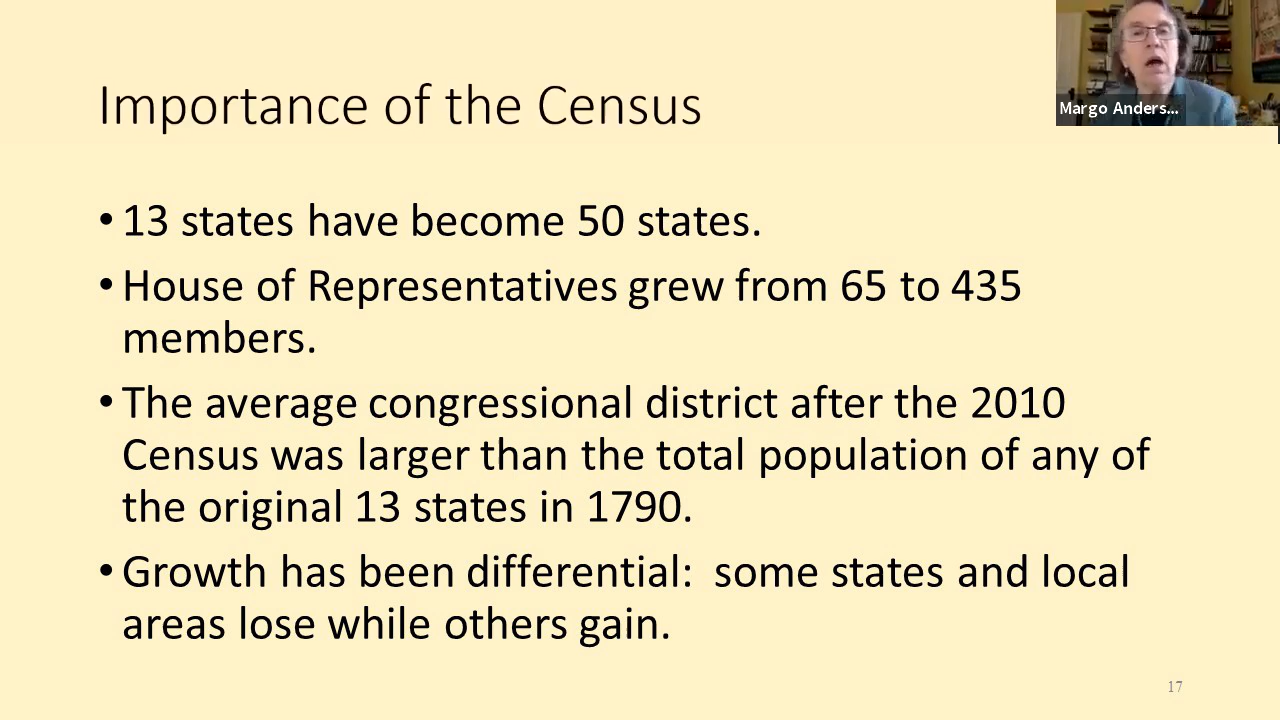 Importance of the Census
Margo Anders...
• 13 states have become 50 states.
• House of Representatives grew from 65 to 435
members.
• The average congressional district after the 2010
Census was larger than the total population of any of
the original 13 states in 1790.
• Growth has been differential:  some states and local
areas lose while others gain.
17